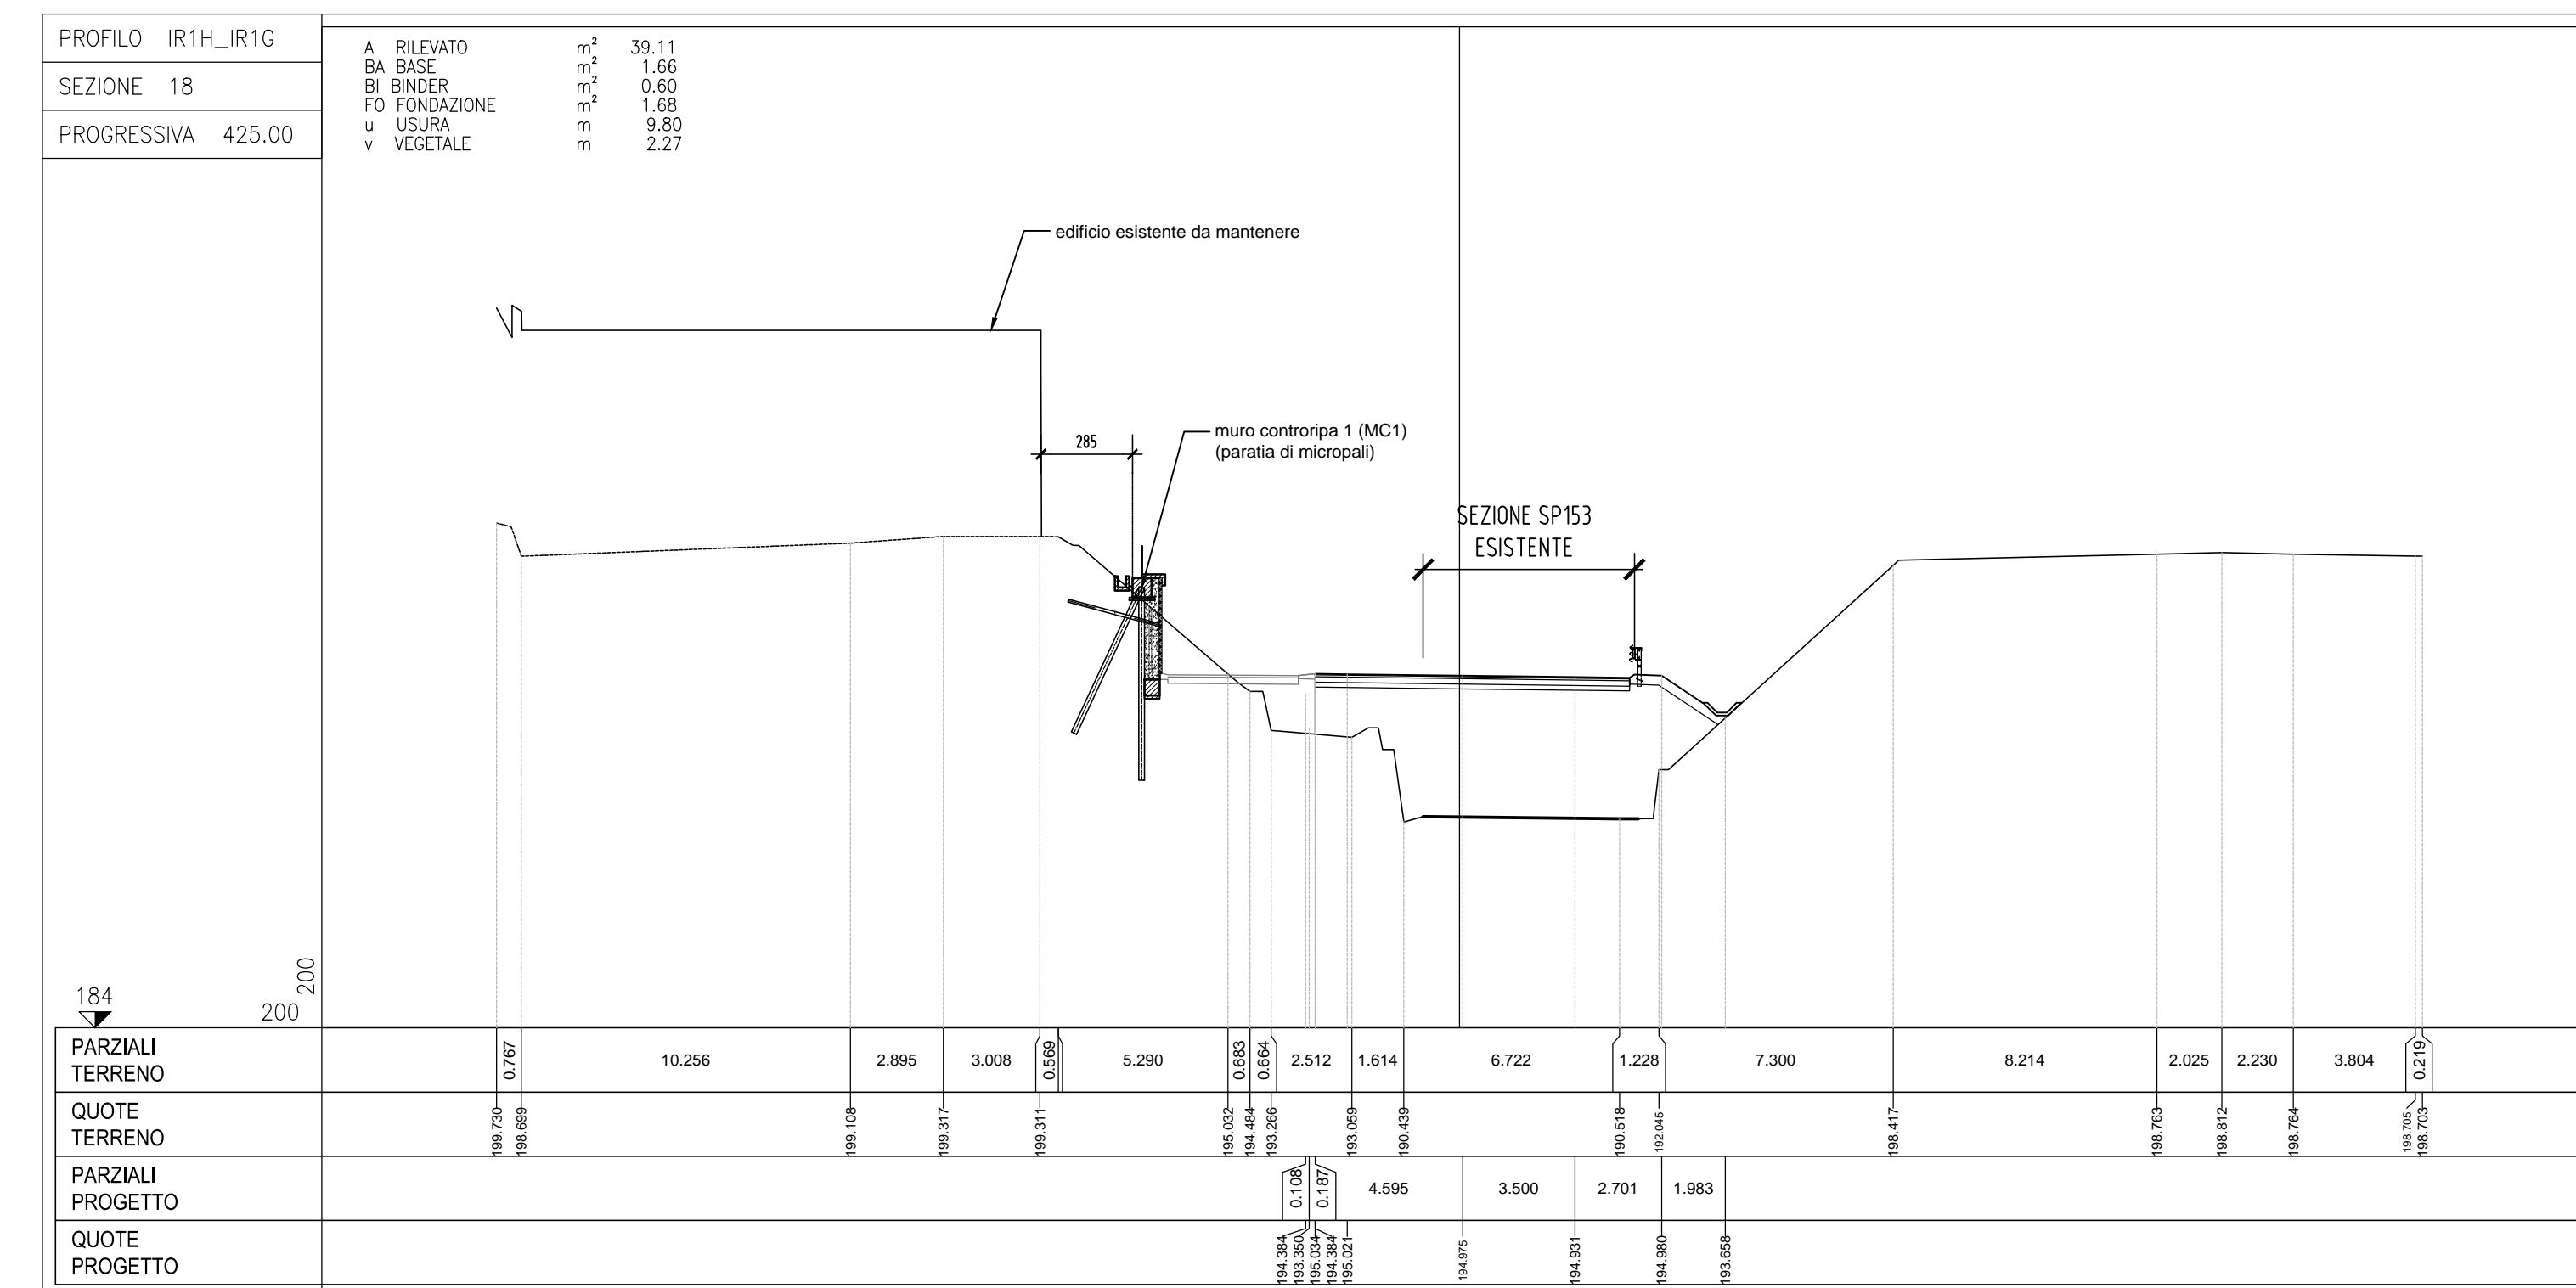 PROFILO IR1H_IR1G
SEZIONE 18
PROGRESSIVA 425.00
A RILEVATO m² 39.11
BA BASE m² 1.66
BI BINDER m² 0.60
FO FONDAZIONE m² 1.68
u USURA m 9.80
v VEGETALE m 2.27
edificio esistente da mantenere
285
muro controripa 1 (MC1)
(paratia di micropali)
SEZIONE SP153
ESISTENTE
184
200
200
PARZIALI
TERRENO
0.767 10.256 2.895 3.008 0.569 5.290 0.683 0.664 2.512 1.614 6.722 1.228 7.300 8.214 2.025 2.230 3.804 0.219
QUOTE
TERRENO
199.730 198.699 199.108 199.317 199.311 195.032 194.484 193.266 193.059 190.439 190.518 192.045 198.417 198.763 198.812 198.764 198.705 198.703
PARZIALI
PROGETTO
0.108 0.187 4.595 3.500 2.701 1.983
QUOTE
PROGETTO
194.384 193.350 195.034 194.384 195.021 194.975 194.931 194.980 193.658